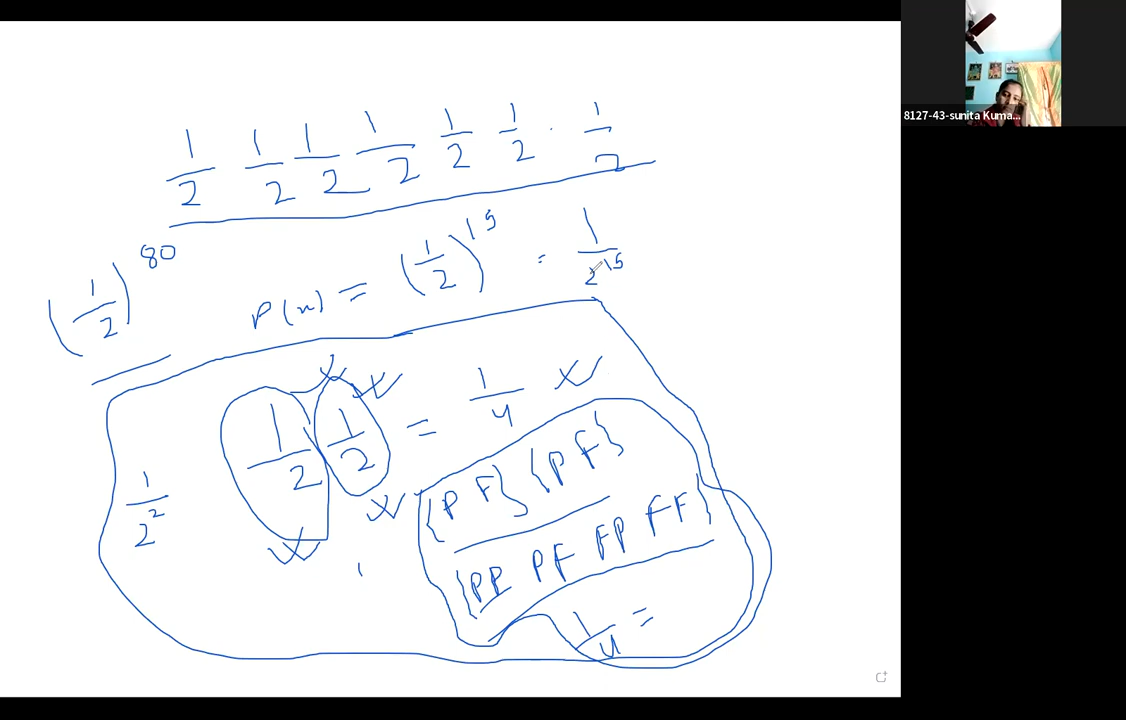 1/2 1/2 1/2 1/2 1/2 1/2 . 1/2
(1/2)^80
P(n) = (1/2)^15 = 1/2^15
1/2 1/2 = 1/4
1/2^2
{P F} {P F}
{PP PF FP FF}
1/4 =
8127-43-sunita Kuma...